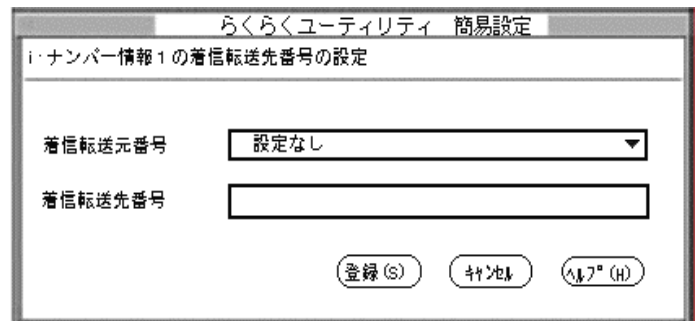 らくらくユーティリティ 簡易設定
i・ナンバー情報1の着信転送先番号の設定
着信転送元番号 設定なし
着信転送先番号
登録(S) ｷｬﾝｾﾙ ﾍﾙﾌﾟ(H)